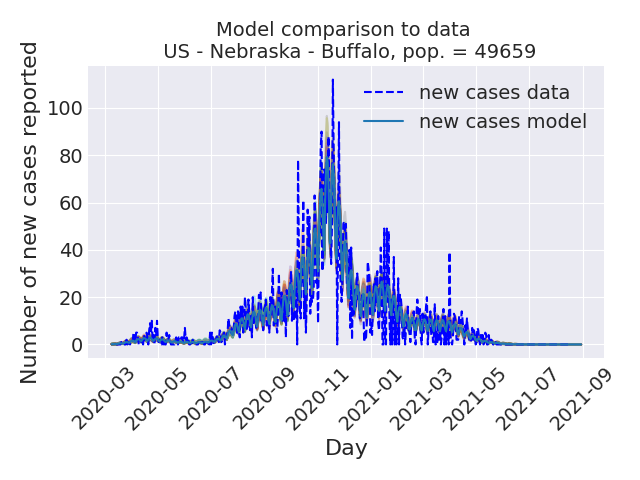 Model comparison to data
US - Nebraska - Buffalo, pop. = 49659
Number of new cases reported
100
80
60
40
20
0
new cases data
new cases model
2020-03
2020-05
2020-07
2020-09
2020-11
2021-01
2021-03
2021-05
2021-07
2021-09
Day